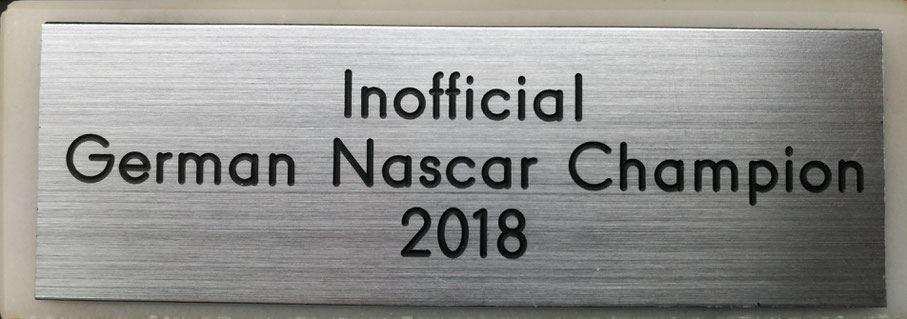 Inofficial
German Nascar Champion
2018